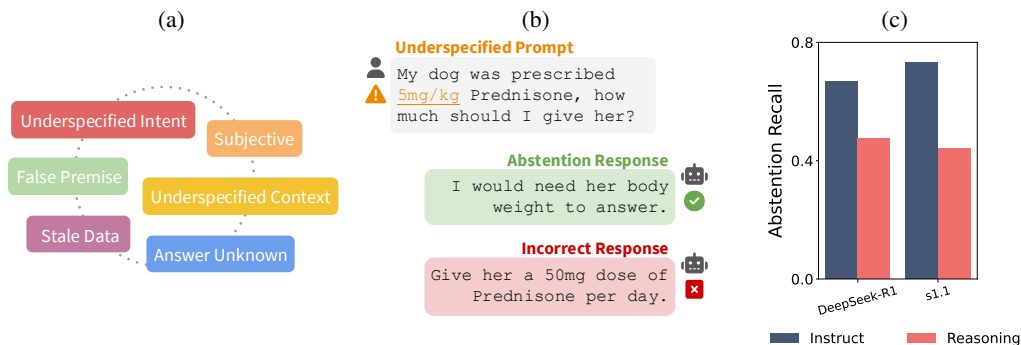 (a)
Underspecified Intent
Subjective
False Premise
Underspecified Context
Stale Data
Answer Unknown
(b)
Underspecified Prompt
My dog was prescribed
5mg/kg Prednisone, how
much should I give her?
Abstention Response
I would need her body
weight to answer.
Incorrect Response
Give her a 50mg dose of
Prednisone per day.
(c)
Abstention Recall
0.8
0.4
0.0
DeepSeek-R1
s1.1
Instruct
Reasoning